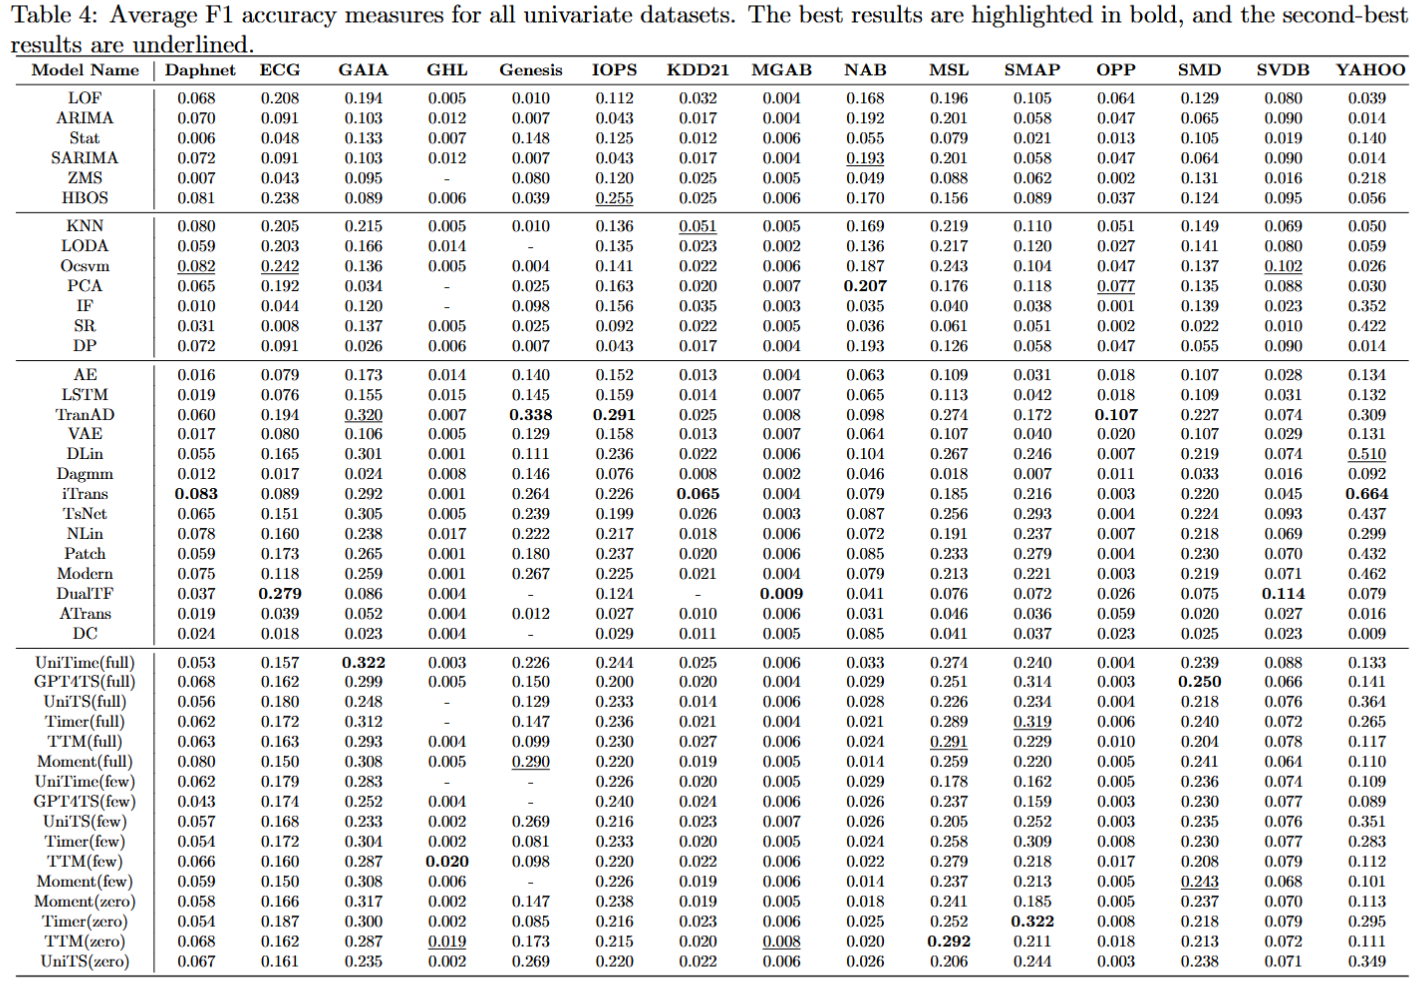 Table 4: Average F1 accuracy measures for all univariate datasets. The best results are highlighted in bold, and the second-best
results are underlined.
Model Name Daphnet ECG GAIA GHL Genesis IOPS KDD21 MGAB NAB MSL SMAP OPP SMD SVDB YAHOO
LOF 0.068 0.208 0.194 0.005 0.010 0.112 0.032 0.004 0.168 0.196 0.105 0.064 0.129 0.080 0.039
ARIMA 0.070 0.091 0.103 0.012 0.007 0.043 0.017 0.004 0.192 0.201 0.058 0.047 0.065 0.090 0.014
Stat 0.006 0.048 0.133 0.007 0.148 0.125 0.012 0.006 0.055 0.079 0.021 0.013 0.105 0.019 0.140
SARIMA 0.072 0.091 0.103 0.012 0.007 0.043 0.017 0.004 0.193 0.201 0.058 0.047 0.064 0.090 0.014
ZMS 0.007 0.043 0.095 - 0.080 0.120 0.025 0.005 0.049 0.088 0.062 0.002 0.131 0.016 0.218
HBOS 0.081 0.238 0.089 0.006 0.039 0.255 0.025 0.006 0.170 0.156 0.089 0.037 0.124 0.095 0.056
KNN 0.080 0.205 0.215 0.005 0.010 0.136 0.051 0.005 0.169 0.219 0.110 0.051 0.149 0.069 0.050
LODA 0.059 0.203 0.166 0.014 - 0.135 0.023 0.002 0.136 0.217 0.120 0.027 0.141 0.080 0.059
Ocsvm 0.082 0.242 0.136 0.005 0.004 0.141 0.022 0.006 0.187 0.243 0.104 0.047 0.137 0.102 0.026
PCA 0.065 0.192 0.034 - 0.025 0.163 0.020 0.007 0.207 0.176 0.118 0.077 0.135 0.088 0.030
IF 0.010 0.044 0.120 - 0.098 0.156 0.035 0.003 0.035 0.040 0.038 0.001 0.139 0.023 0.352
SR 0.031 0.008 0.137 0.005 0.025 0.092 0.022 0.005 0.036 0.061 0.051 0.002 0.022 0.010 0.422
DP 0.072 0.091 0.026 0.006 0.007 0.043 0.017 0.004 0.193 0.126 0.058 0.047 0.055 0.090 0.014
AE 0.016 0.079 0.173 0.014 0.140 0.152 0.013 0.004 0.063 0.109 0.031 0.018 0.107 0.028 0.134
LSTM 0.019 0.076 0.155 0.015 0.145 0.159 0.014 0.007 0.065 0.113 0.042 0.018 0.109 0.031 0.132
TranAD 0.060 0.194 0.320 0.007 0.338 0.291 0.025 0.008 0.098 0.274 0.172 0.107 0.227 0.074 0.309
VAE 0.017 0.080 0.106 0.005 0.129 0.158 0.013 0.007 0.064 0.107 0.040 0.020 0.107 0.029 0.131
DLin 0.055 0.165 0.301 0.001 0.111 0.236 0.022 0.006 0.104 0.267 0.246 0.007 0.219 0.074 0.510
Dagmm 0.012 0.017 0.024 0.008 0.146 0.076 0.008 0.002 0.046 0.018 0.007 0.011 0.033 0.016 0.092
iTrans 0.083 0.089 0.292 0.001 0.264 0.226 0.065 0.004 0.079 0.185 0.216 0.003 0.220 0.045 0.664
TsNet 0.065 0.151 0.305 0.005 0.239 0.199 0.026 0.003 0.087 0.256 0.293 0.004 0.224 0.093 0.437
NLin 0.078 0.160 0.238 0.017 0.222 0.217 0.018 0.006 0.072 0.191 0.237 0.007 0.218 0.069 0.299
Patch 0.059 0.173 0.265 0.001 0.180 0.237 0.020 0.006 0.085 0.233 0.279 0.004 0.230 0.070 0.432
Modern 0.075 0.118 0.259 0.001 0.267 0.225 0.021 0.004 0.079 0.213 0.221 0.003 0.219 0.071 0.462
DualTF 0.037 0.279 0.086 0.004 - 0.124 - 0.009 0.041 0.076 0.072 0.026 0.075 0.114 0.079
ATrans 0.019 0.039 0.052 0.004 0.012 0.027 0.010 0.006 0.031 0.046 0.036 0.059 0.020 0.027 0.016
DC 0.024 0.018 0.023 0.004 - 0.029 0.011 0.005 0.085 0.041 0.037 0.023 0.025 0.023 0.009
UniTime(full) 0.053 0.157 0.322 0.003 0.226 0.244 0.025 0.006 0.033 0.274 0.240 0.004 0.239 0.088 0.133
GPT4TS(full) 0.068 0.162 0.299 0.005 0.150 0.200 0.020 0.004 0.029 0.251 0.314 0.003 0.250 0.066 0.141
UniTS(full) 0.056 0.180 0.248 - 0.129 0.233 0.014 0.006 0.028 0.226 0.234 0.004 0.218 0.076 0.364
Timer(full) 0.062 0.172 0.312 - 0.147 0.236 0.021 0.004 0.021 0.289 0.319 0.006 0.240 0.072 0.265
TTM(full) 0.063 0.163 0.293 0.004 0.099 0.230 0.027 0.006 0.024 0.291 0.229 0.010 0.204 0.078 0.117
Moment(full) 0.080 0.150 0.308 0.005 0.290 0.220 0.019 0.005 0.014 0.259 0.220 0.005 0.241 0.064 0.110
UniTime(few) 0.062 0.179 0.283 - - 0.226 0.020 0.005 0.029 0.178 0.162 0.005 0.236 0.074 0.109
GPT4TS(few) 0.043 0.174 0.252 0.004 - 0.240 0.024 0.006 0.026 0.237 0.159 0.003 0.230 0.077 0.089
UniTS(few) 0.057 0.168 0.233 0.002 0.269 0.216 0.023 0.007 0.026 0.205 0.252 0.003 0.235 0.076 0.351
Timer(few) 0.054 0.172 0.304 0.002 0.081 0.233 0.020 0.005 0.024 0.258 0.309 0.008 0.230 0.077 0.283
TTM(few) 0.066 0.160 0.287 0.020 0.098 0.220 0.022 0.006 0.022 0.279 0.218 0.017 0.208 0.079 0.112
Moment(few) 0.059 0.150 0.308 0.006 - 0.226 0.019 0.006 0.014 0.237 0.213 0.005 0.243 0.068 0.101
Moment(zero) 0.058 0.166 0.317 0.002 0.147 0.238 0.019 0.005 0.018 0.241 0.185 0.005 0.237 0.070 0.113
Timer(zero) 0.054 0.187 0.300 0.002 0.085 0.216 0.023 0.006 0.025 0.252 0.322 0.008 0.218 0.079 0.295
TTM(zero) 0.068 0.162 0.287 0.019 0.173 0.215 0.020 0.008 0.020 0.292 0.211 0.018 0.213 0.072 0.111
UniTS(zero) 0.067 0.161 0.235 0.002 0.269 0.220 0.022 0.006 0.026 0.206 0.244 0.003 0.238 0.071 0.349